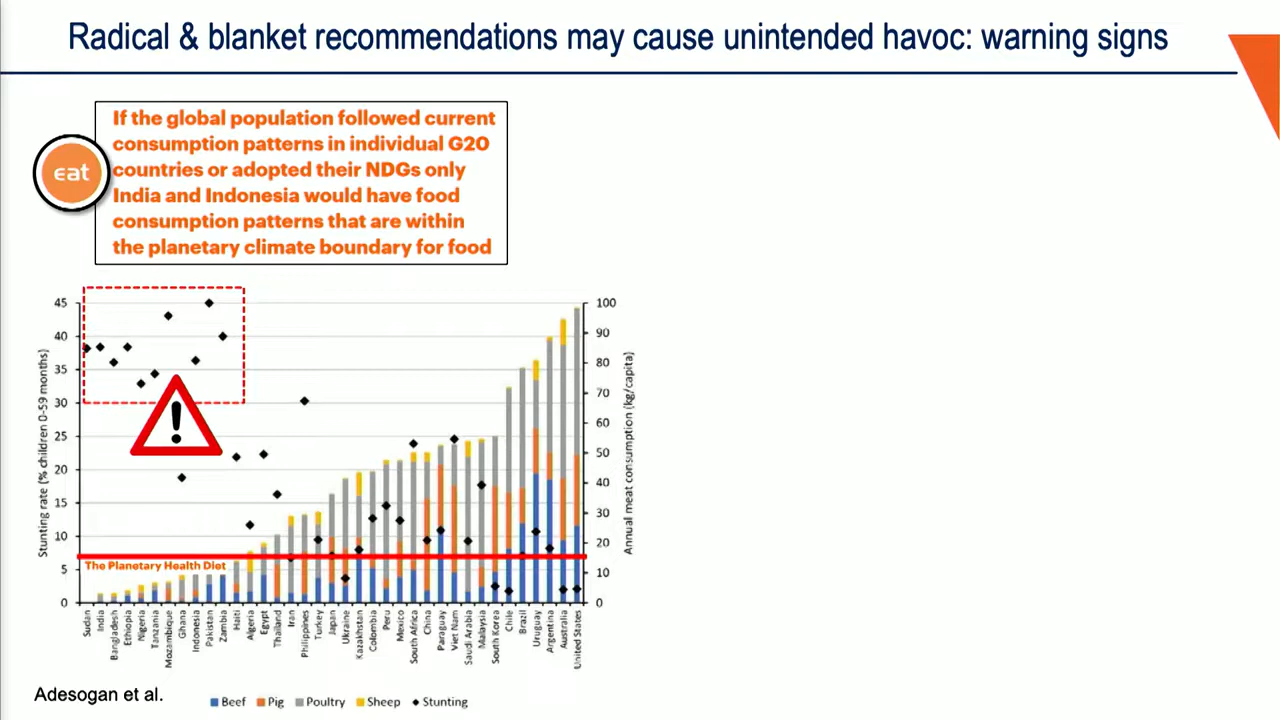 Radical & blanket recommendations may cause unintended havoc: warning signs
If the global population followed current
consumption patterns in individual G20
countries or adopted their NDGs only
India and Indonesia would have food
consumption patterns that are within
the planetary climate boundary for food
eat
Stunting rate (% children 0-59 months)
45
40
35
30
25
20
15
10
5
0
!
The Planetary Health Diet
100
90
80
70
60
50
40
30
20
10
0
Annual meat consumption (kg/capita)
Sudan
India
Bangladesh
Ethiopia
Nigeria
Tanzania
Mozambique
Ghana
Indonesia
Pakistan
Zambia
Haiti
Algeria
Egypt
Thailand
Iran
Philippines
Turkey
Japan
Ukraine
Kazakhstan
Colombia
Peru
Mexico
South Africa
China
Paraguay
Viet Nam
Saudi Arabia
Malaysia
South Korea
Chile
Brazil
Uruguay
Argentina
Australia
United States
Adesogan et al.
Beef Pig Poultry Sheep Stunting